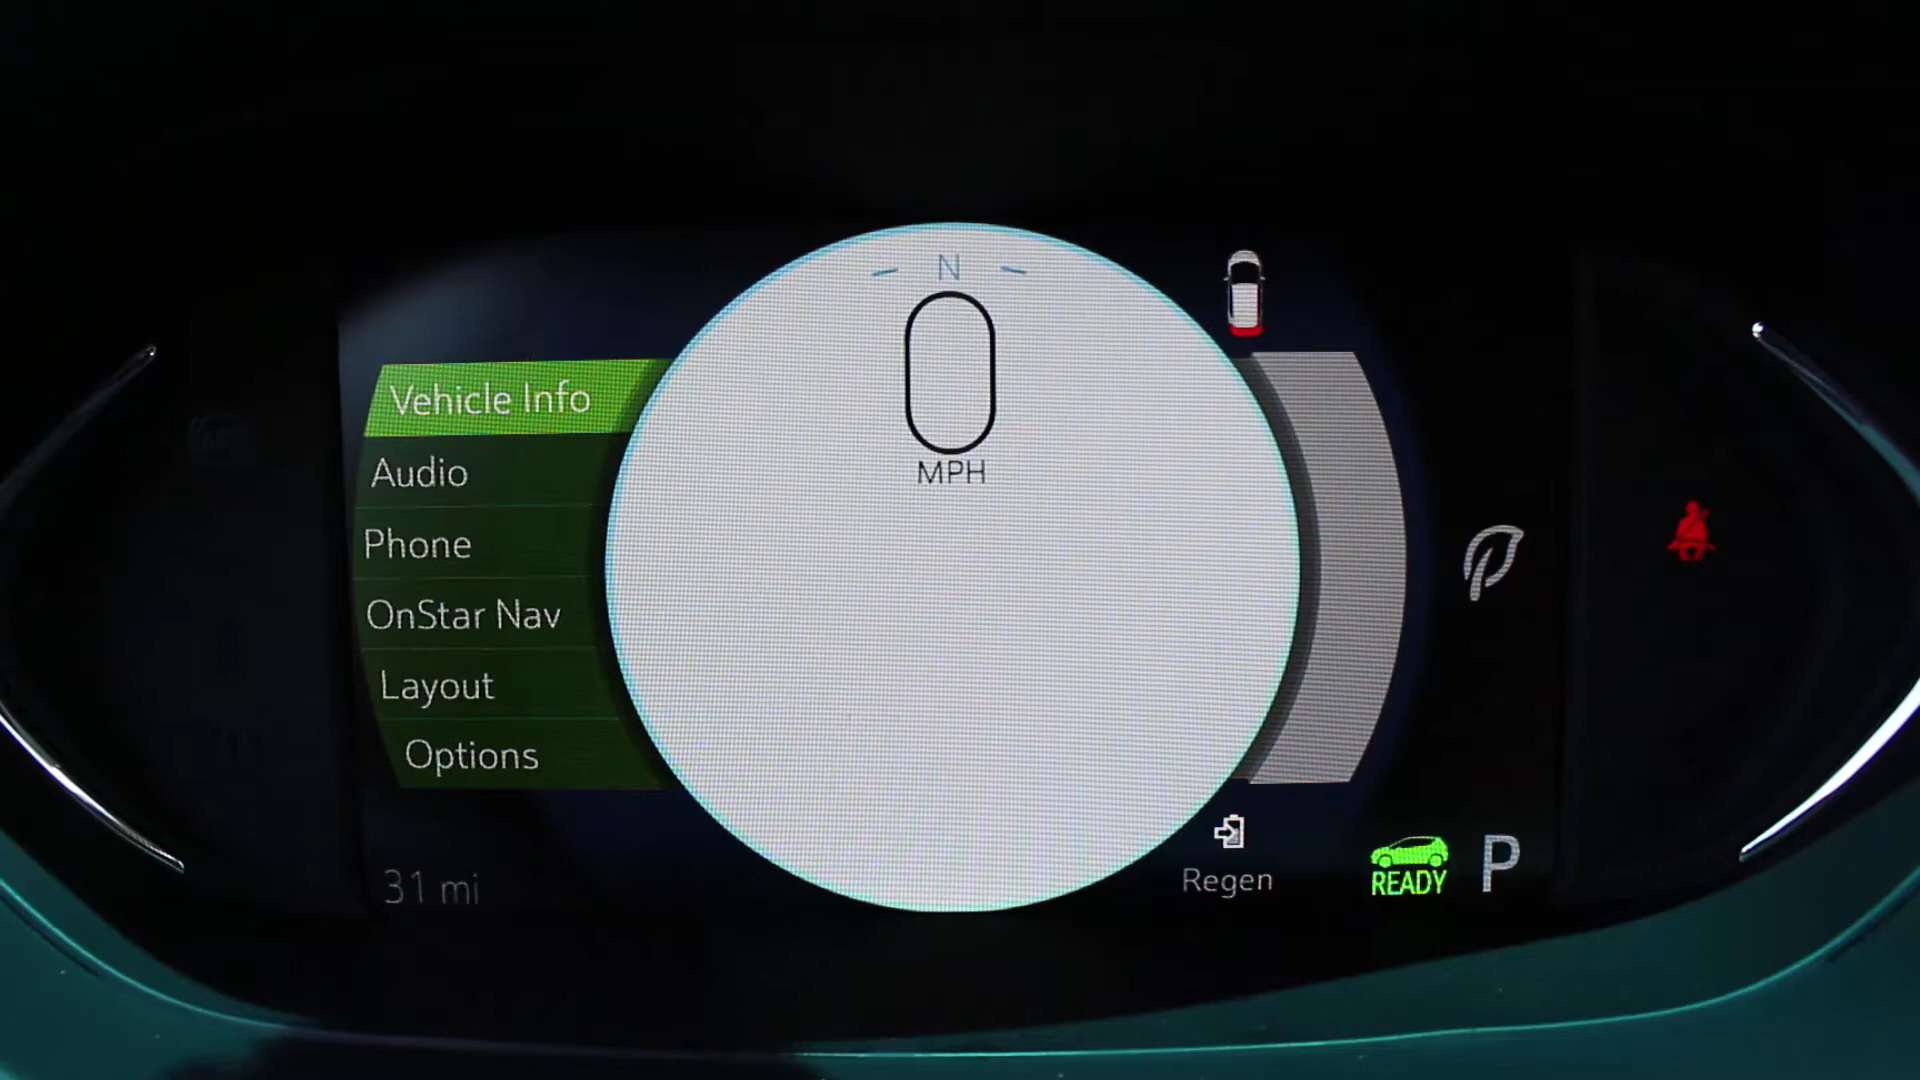 N
0
MPH
Vehicle Info
Audio
Phone
OnStar Nav
Layout
Options
31 mi
Regen
READY
P